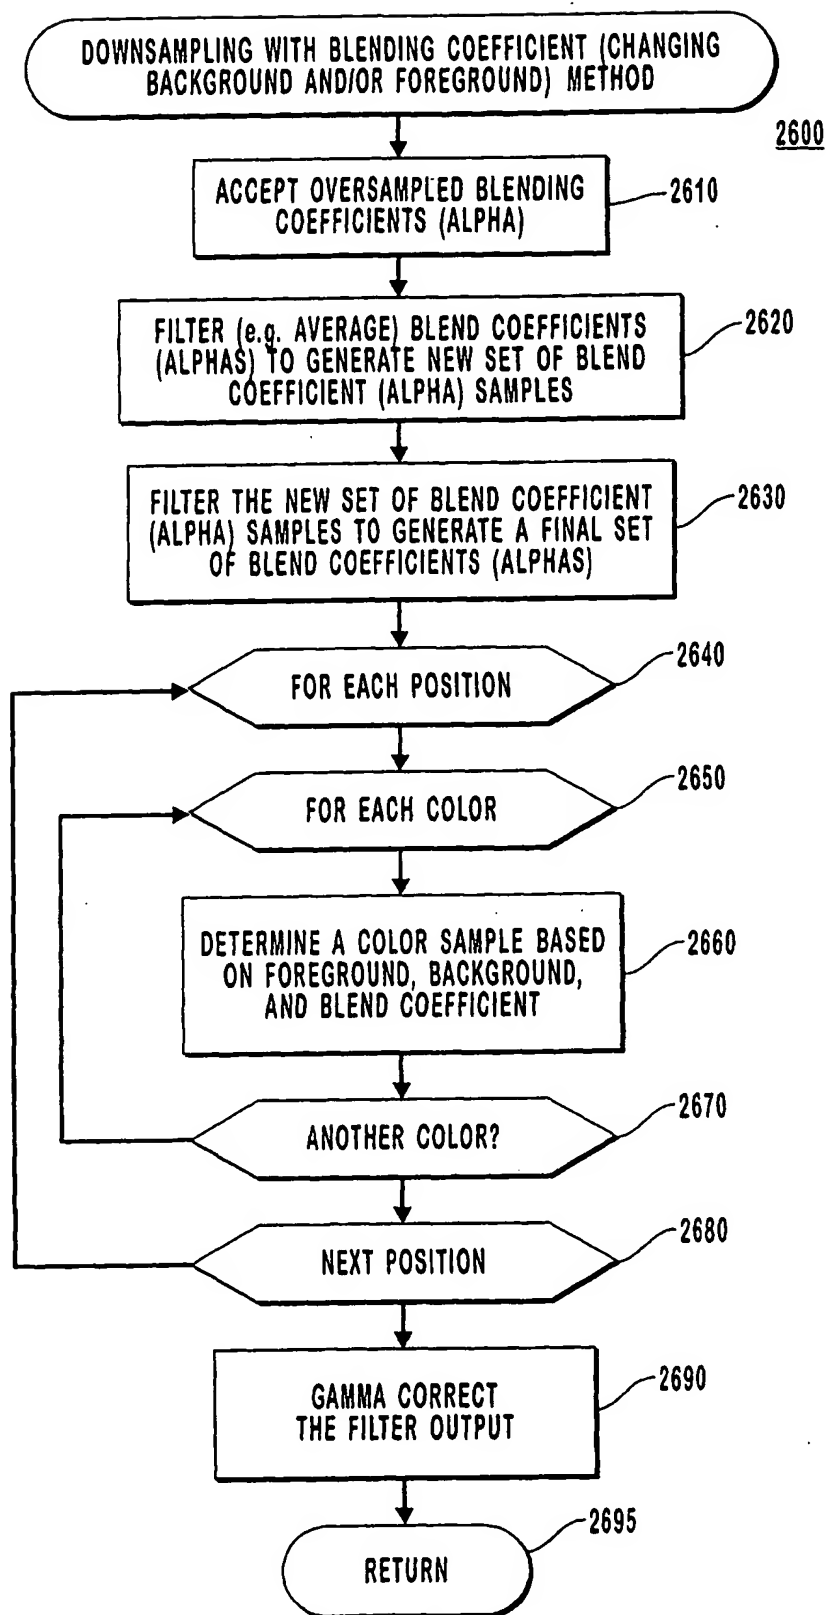 DOWNSAMPLING WITH BLENDING COEFFICIENT (CHANGING
BACKGROUND AND/OR FOREGROUND) METHOD
2600
ACCEPT OVERSAMPLED BLENDING
COEFFICIENTS (ALPHA)
2610
FILTER (e.g. AVERAGE) BLEND COEFFICIENTS
(ALPHAS) TO GENERATE NEW SET OF BLEND
COEFFICIENT (ALPHA) SAMPLES
2620
FILTER THE NEW SET OF BLEND COEFFICIENT
(ALPHA) SAMPLES TO GENERATE A FINAL SET
OF BLEND COEFFICIENTS (ALPHAS)
2630
FOR EACH POSITION
2640
FOR EACH COLOR
2650
DETERMINE A COLOR SAMPLE BASED
ON FOREGROUND, BACKGROUND,
AND BLEND COEFFICIENT
2660
ANOTHER COLOR?
2670
NEXT POSITION
2680
GAMMA CORRECT
THE FILTER OUTPUT
2690
RETURN
2695